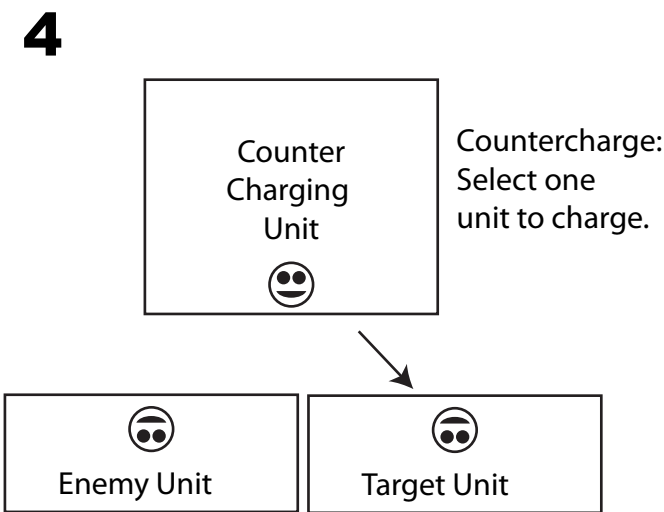 4
Counter
Charging
Unit
Countercharge:
Select one
unit to charge.
Enemy Unit
Target Unit